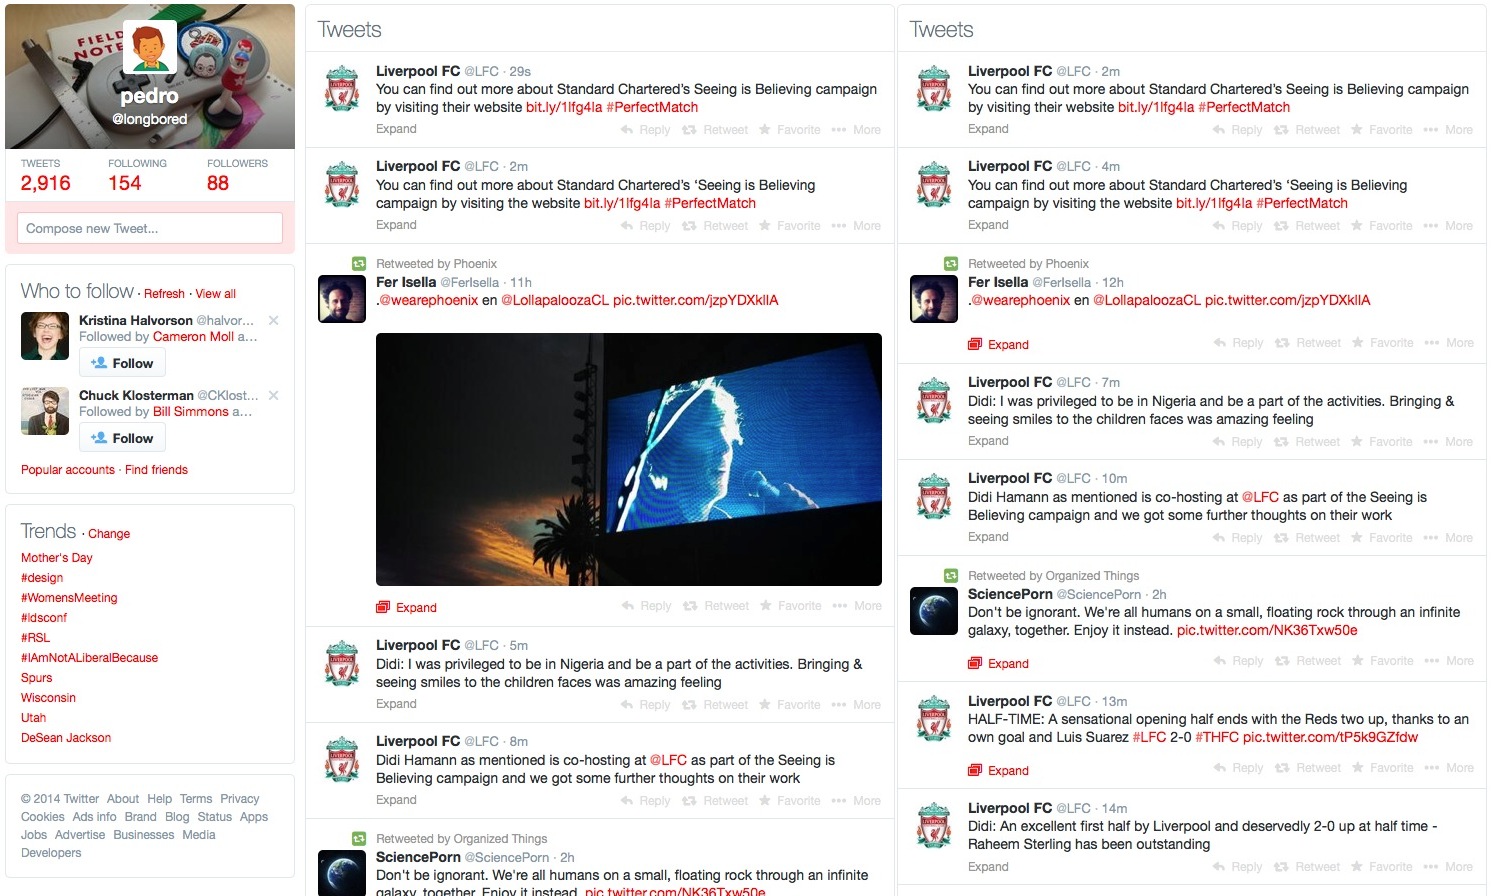 FIELD
NOTES
pedro
@longbored
TWEETS FOLLOWING FOLLOWERS
2,916 154 88
Compose new Tweet...
Who to follow · Refresh · View all
Kristina Halvorson @halvor... ×
Followed by Cameron Moll a...
Follow
Chuck Klosterman @CKlost... ×
Followed by Bill Simmons a...
Follow
Popular accounts · Find friends
Trends · Change
Mother's Day
#design
#WomensMeeting
#ldsconf
#RSL
#IAmNotALiberalBecause
Spurs
Wisconsin
Utah
DeSean Jackson
© 2014 Twitter About Help Terms Privacy
Cookies Ads info Brand Blog Status Apps
Jobs Advertise Businesses Media
Developers
Tweets
Liverpool FC @LFC · 29s
You can find out more about Standard Chartered's Seeing is Believing campaign
by visiting their website bit.ly/1lfg4la #PerfectMatch
Expand Reply Retweet Favorite ••• More
Liverpool FC @LFC · 2m
You can find out more about Standard Chartered's ‘Seeing is Believing
campaign by visiting the website bit.ly/1lfg4la #PerfectMatch
Expand Reply Retweet Favorite ••• More
Retweeted by Phoenix
Fer Isella @FerIsella · 11h
.@wearephoenix en @LollapaloozaCL pic.twitter.com/jzpYDXklIA
Expand Reply Retweet Favorite ••• More
Liverpool FC @LFC · 5m
Didi: I was privileged to be in Nigeria and be a part of the activities. Bringing &
seeing smiles to the children faces was amazing feeling
Expand Reply Retweet Favorite ••• More
Liverpool FC @LFC · 8m
Didi Hamann as mentioned is co-hosting at @LFC as part of the Seeing is
Believing campaign and we got some further thoughts on their work
Expand Reply Retweet Favorite ••• More
Retweeted by Organized Things
SciencePorn @SciencePorn · 2h
Don't be ignorant. We're all humans on a small, floating rock through an infinite
galaxy, together. Enjoy it instead. pic.twitter.com/NK36Txw50e
Tweets
Liverpool FC @LFC · 2m
You can find out more about Standard Chartered's Seeing is Believing campaign
by visiting their website bit.ly/1lfg4la #PerfectMatch
Expand Reply Retweet Favorite ••• More
Liverpool FC @LFC · 4m
You can find out more about Standard Chartered's ‘Seeing is Believing
campaign by visiting the website bit.ly/1lfg4la #PerfectMatch
Expand Reply Retweet Favorite ••• More
Retweeted by Phoenix
Fer Isella @FerIsella · 12h
.@wearephoenix en @LollapaloozaCL pic.twitter.com/jzpYDXklIA
Expand Reply Retweet Favorite ••• More
Liverpool FC @LFC · 7m
Didi: I was privileged to be in Nigeria and be a part of the activities. Bringing &
seeing smiles to the children faces was amazing feeling
Expand Reply Retweet Favorite ••• More
Liverpool FC @LFC · 10m
Didi Hamann as mentioned is co-hosting at @LFC as part of the Seeing is
Believing campaign and we got some further thoughts on their work
Expand Reply Retweet Favorite ••• More
Retweeted by Organized Things
SciencePorn @SciencePorn · 2h
Don't be ignorant. We're all humans on a small, floating rock through an infinite
galaxy, together. Enjoy it instead. pic.twitter.com/NK36Txw50e
Expand Reply Retweet Favorite ••• More
Liverpool FC @LFC · 13m
HALF-TIME: A sensational opening half ends with the Reds two up, thanks to an
own goal and Luis Suarez #LFC 2-0 #THFC pic.twitter.com/tP5k9GZfdw
Expand Reply Retweet Favorite ••• More
Liverpool FC @LFC · 14m
Didi: An excellent first half by Liverpool and deservedly 2-0 up at half time -
Raheem Sterling has been outstanding
Expand Reply Retweet Favorite ••• More